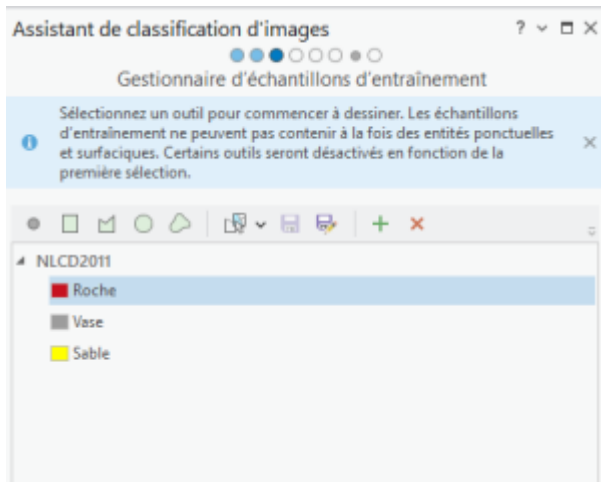 Assistant de classification d'images
Gestionnaire d'échantillons d'entraînement
Sélectionnez un outil pour commencer à dessiner. Les échantillons
d'entraînement ne peuvent pas contenir à la fois des entités ponctuelles
et surfaciques. Certains outils seront désactivés en fonction de la
première sélection.
NLCD2011
Roche
Vase
Sable